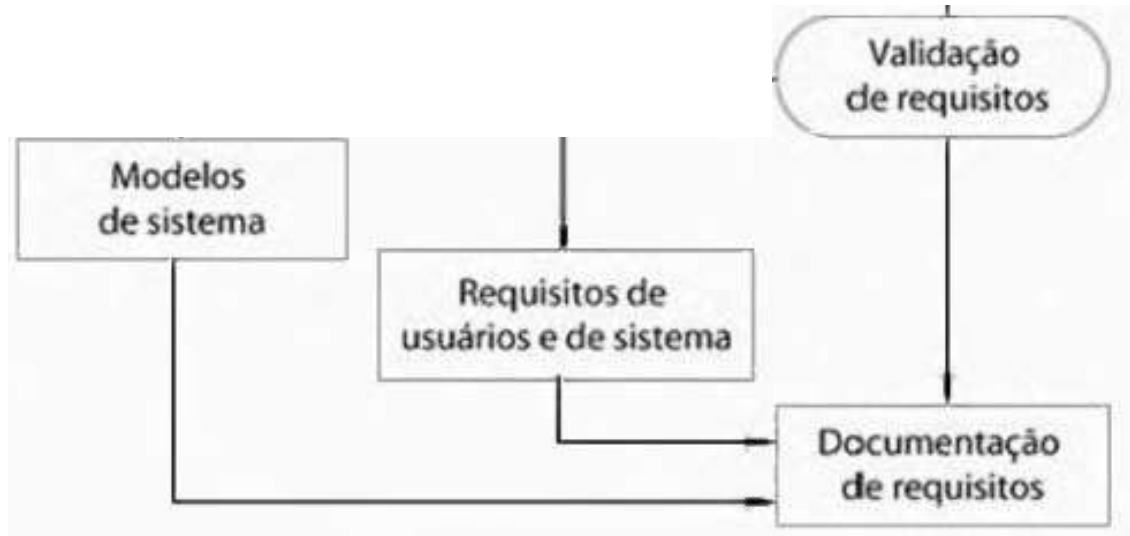 Validação
de requisitos
Modelos
de sistema
Requisitos de
usuários e de sistema
Documentação
de requisitos